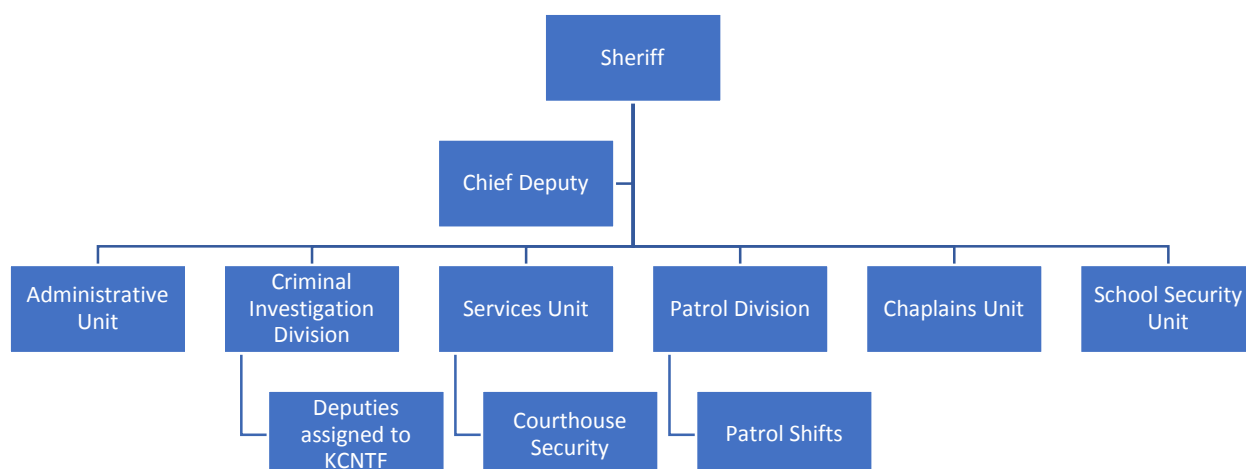 Sheriff
Chief Deputy
Administrative
Unit
Criminal
Investigation
Division
Services Unit
Patrol Division
Chaplains Unit
School Security
Unit
Deputies
assigned to
KCNTF
Courthouse
Security
Patrol Shifts